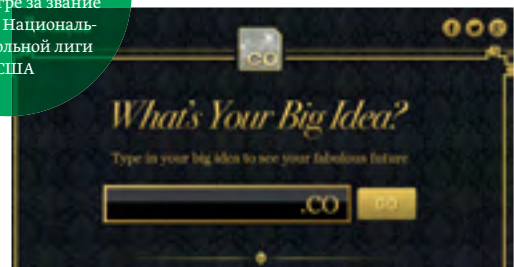 гре за звание
Националь-
ольной лиги
США
.CO
What's Your Big Idea?
Type in your big idea to see your fabulous future
.CO
GO